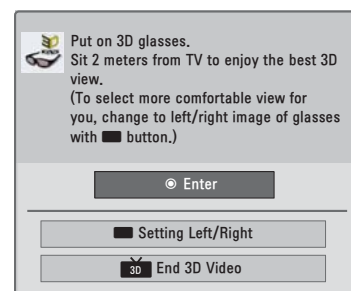 Put on 3D glasses.
Sit 2 meters from TV to enjoy the best 3D
view.
(To select more comfortable view for
you, change to left/right image of glasses
with button.)
Enter
Setting Left/Right
3D End 3D Video